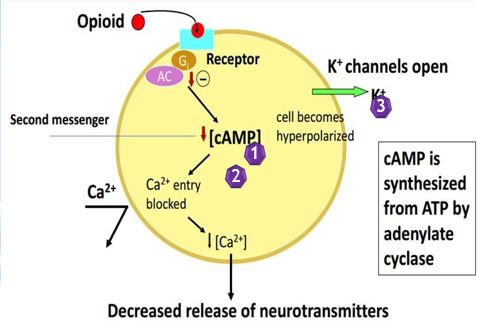 Opioid
Receptor
Gi
AC
−
K⁺ channels open
K⁺
3
cell becomes
hyperpolarized
Second messenger
[cAMP]
1
2
Ca²⁺ entry
blocked
Ca²⁺
[Ca²⁺]
cAMP is
synthesized
from ATP by
adenylate
cyclase
Decreased release of neurotransmitters